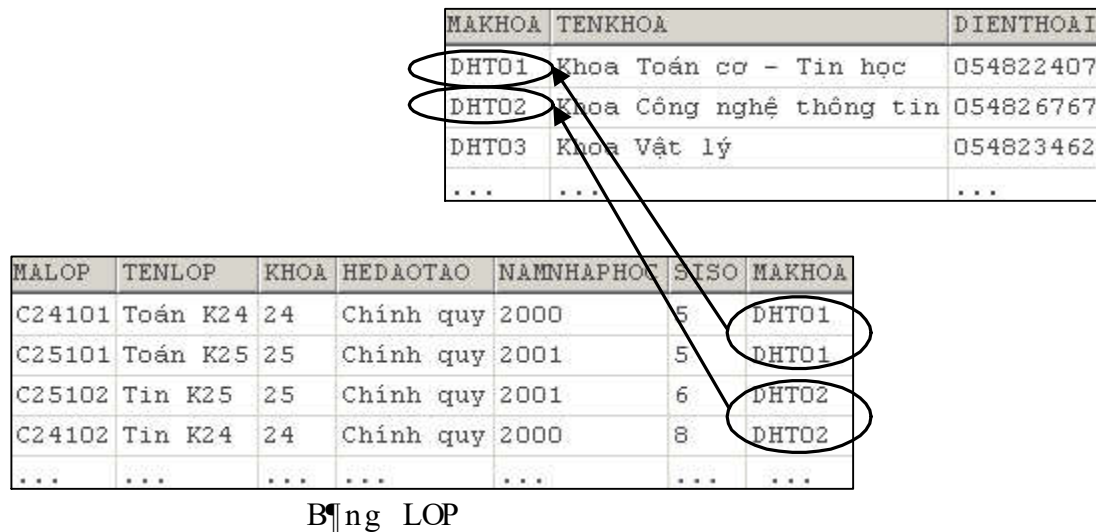 MAKHOA TENKHOA DIENTHOAI
DHT01 Khoa Toán cơ - Tin học 054822407
DHT02 Khoa Công nghệ thông tin 054826767
DHT03 Khoa Vật lý 054823462
... ... ...
MALOP TENLOP KHOA HEDAOTAO NAMNHAPHOC SISO MAKHOA
C24101 Toán K24 24 Chính quy 2000 5 DHT01
C25101 Toán K25 25 Chính quy 2001 5 DHT01
C25102 Tin K25 25 Chính quy 2001 6 DHT02
C24102 Tin K24 24 Chính quy 2000 8 DHT02
... ... ... ... ... ... ...
B¶ng LOP